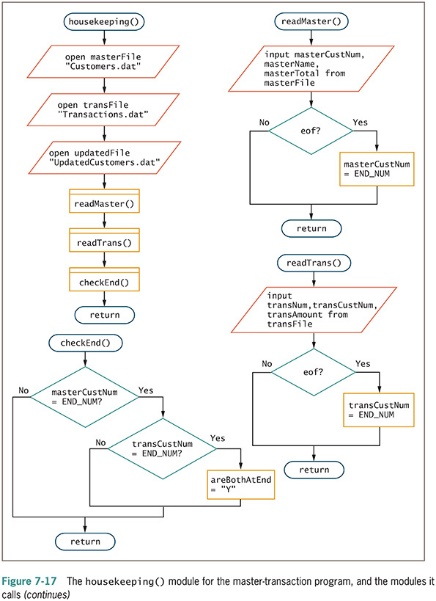 housekeeping()
open masterFile
"Customers.dat"
open transFile
"Transactions.dat"
open updatedFile
"UpdatedCustomers.dat"
readMaster()
readTrans()
checkEnd()
return
checkEnd()
No
masterCustNum
= END_NUM?
Yes
No
transCustNum
= END_NUM?
Yes
areBothAtEnd
= "Y"
return
readMaster()
input masterCustNum,
masterName,
masterTotal from
masterFile
No
eof?
Yes
masterCustNum
= END_NUM
return
readTrans()
input
transNum,transCustNum,
transAmount from
transFile
No
eof?
Yes
transCustNum
= END_NUM
return
Figure 7-17 The housekeeping() module for the master-transaction program, and the modules it
calls (continues)